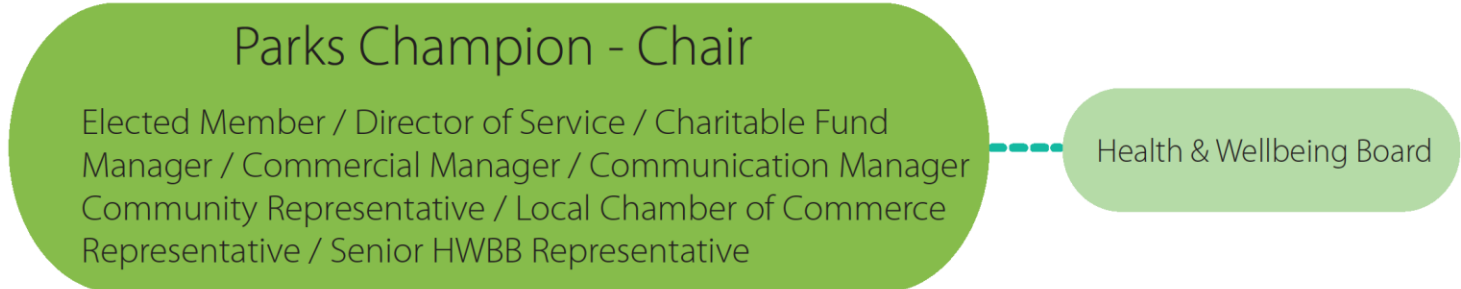 Parks Champion - Chair
Elected Member / Director of Service / Charitable Fund
Manager / Commercial Manager / Communication Manager
Community Representative / Local Chamber of Commerce
Representative / Senior HWBB Representative
Health & Wellbeing Board